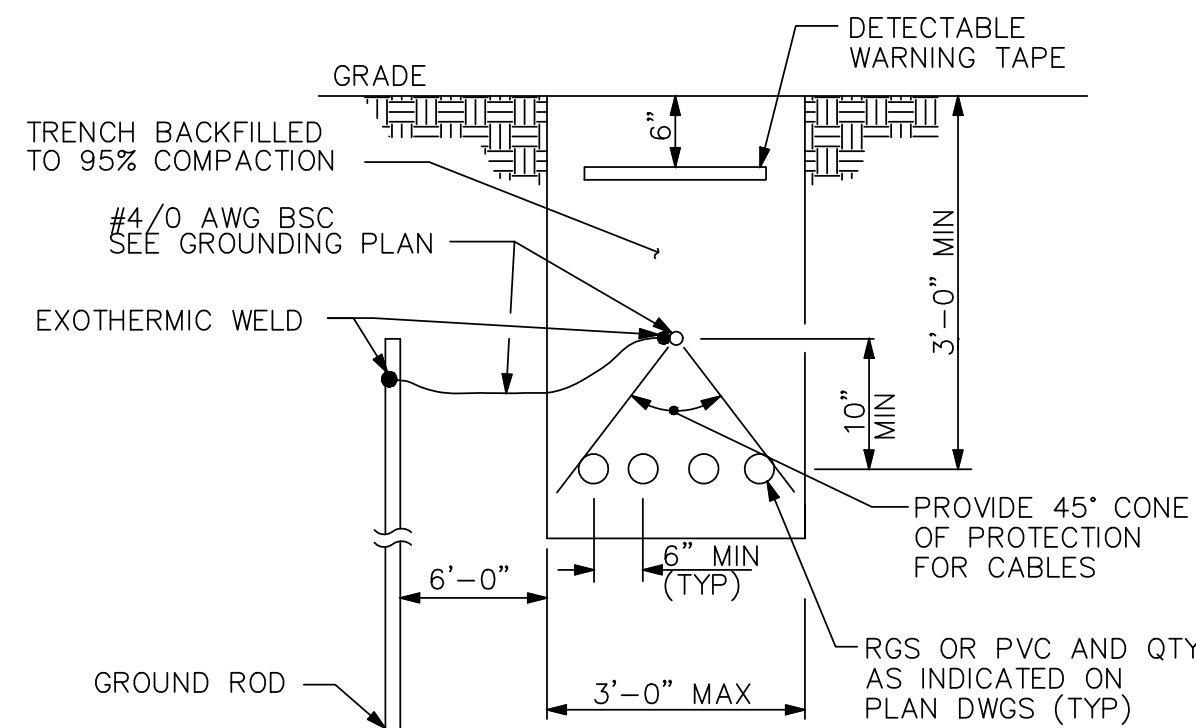 DETECTABLE
WARNING TAPE
GRADE
6”
TRENCH BACKFILLED
TO 95% COMPACTION
#4/0 AWG BSC
SEE GROUNDING PLAN
3’-0” MIN
EXOTHERMIC WELD
10”
MIN
PROVIDE 45° CONE
OF PROTECTION
FOR CABLES
6” MIN
(TYP)
6’-0”
RGS OR PVC AND QTY
AS INDICATED ON
PLAN DWGS (TYP)
GROUND ROD
3’-0” MAX